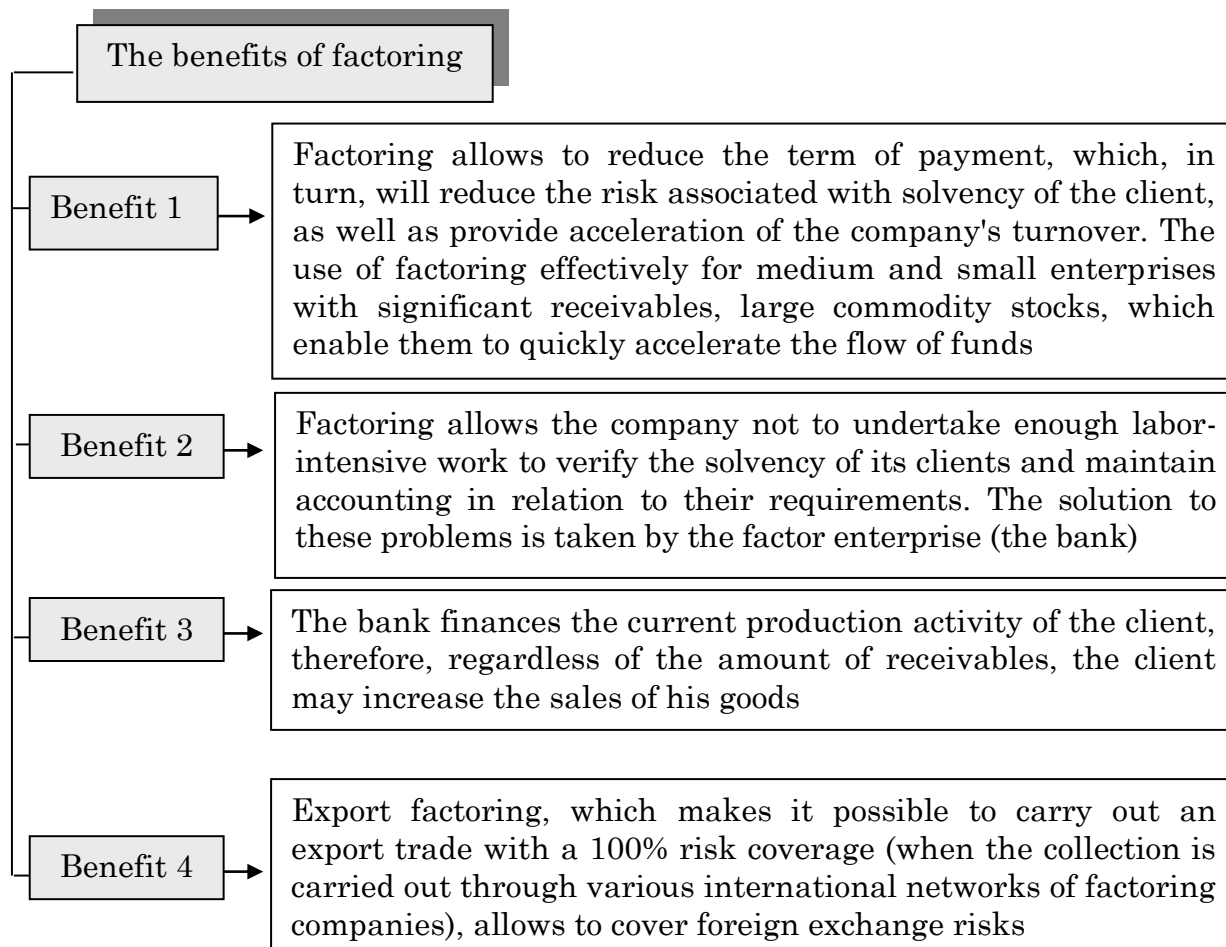 The benefits of factoring
Benefit 1
Factoring allows to reduce the term of payment, which, in
turn, will reduce the risk associated with solvency of the client,
as well as provide acceleration of the company's turnover. The
use of factoring effectively for medium and small enterprises
with significant receivables, large commodity stocks, which
enable them to quickly accelerate the flow of funds
Benefit 2
Factoring allows the company not to undertake enough labor-
intensive work to verify the solvency of its clients and maintain
accounting in relation to their requirements. The solution to
these problems is taken by the factor enterprise (the bank)
Benefit 3
The bank finances the current production activity of the client,
therefore, regardless of the amount of receivables, the client
may increase the sales of his goods
Benefit 4
Export factoring, which makes it possible to carry out an
export trade with a 100% risk coverage (when the collection is
carried out through various international networks of factoring
companies), allows to cover foreign exchange risks